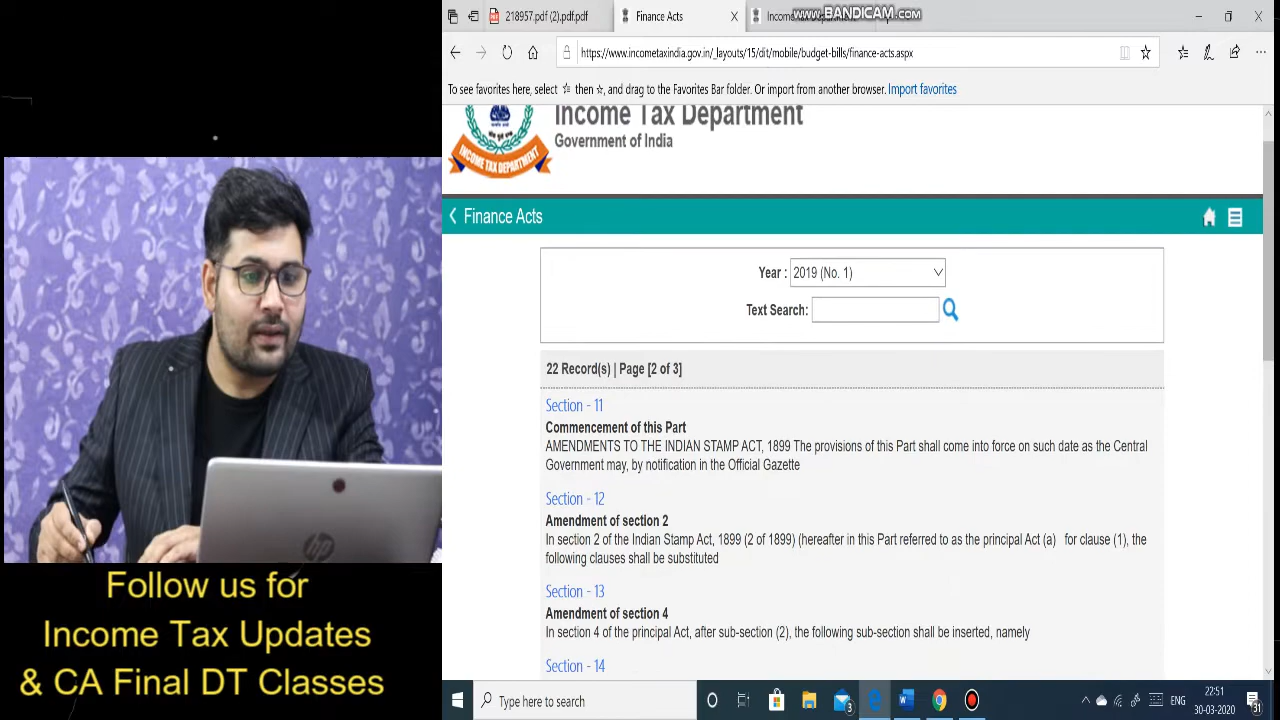 218957.pdf (2).pdf
Finance Acts
Income Tax Department
www.BANDICAM.com
https://www.incometaxindia.gov.in/_layouts/15/dit/mobile/budget-bills/finance-acts.aspx
To see favorites here, select then ☆, and drag to the Favorites Bar folder. Or import from another browser. Import favorites
INCOME TAX DEPARTMENT
Income Tax Department
Government of India
Finance Acts
Year : 2019 (No. 1)
Text Search:
22 Record(s) | Page [2 of 3]
Section - 11
Commencement of this Part
AMENDMENTS TO THE INDIAN STAMP ACT, 1899 The provisions of this Part shall come into force on such date as the Central
Government may, by notification in the Official Gazette
Section - 12
Amendment of section 2
In section 2 of the Indian Stamp Act, 1899 (2 of 1899) (hereafter in this Part referred to as the principal Act (a) for clause (1), the
following clauses shall be substituted
Section - 13
Amendment of section 4
In section 4 of the principal Act, after sub-section (2), the following sub-section shall be inserted, namely
Section - 14
hp
Follow us for
Income Tax Updates
& CA Final DT Classes
Type here to search
3
ENG
22:51
30-03-2020
31